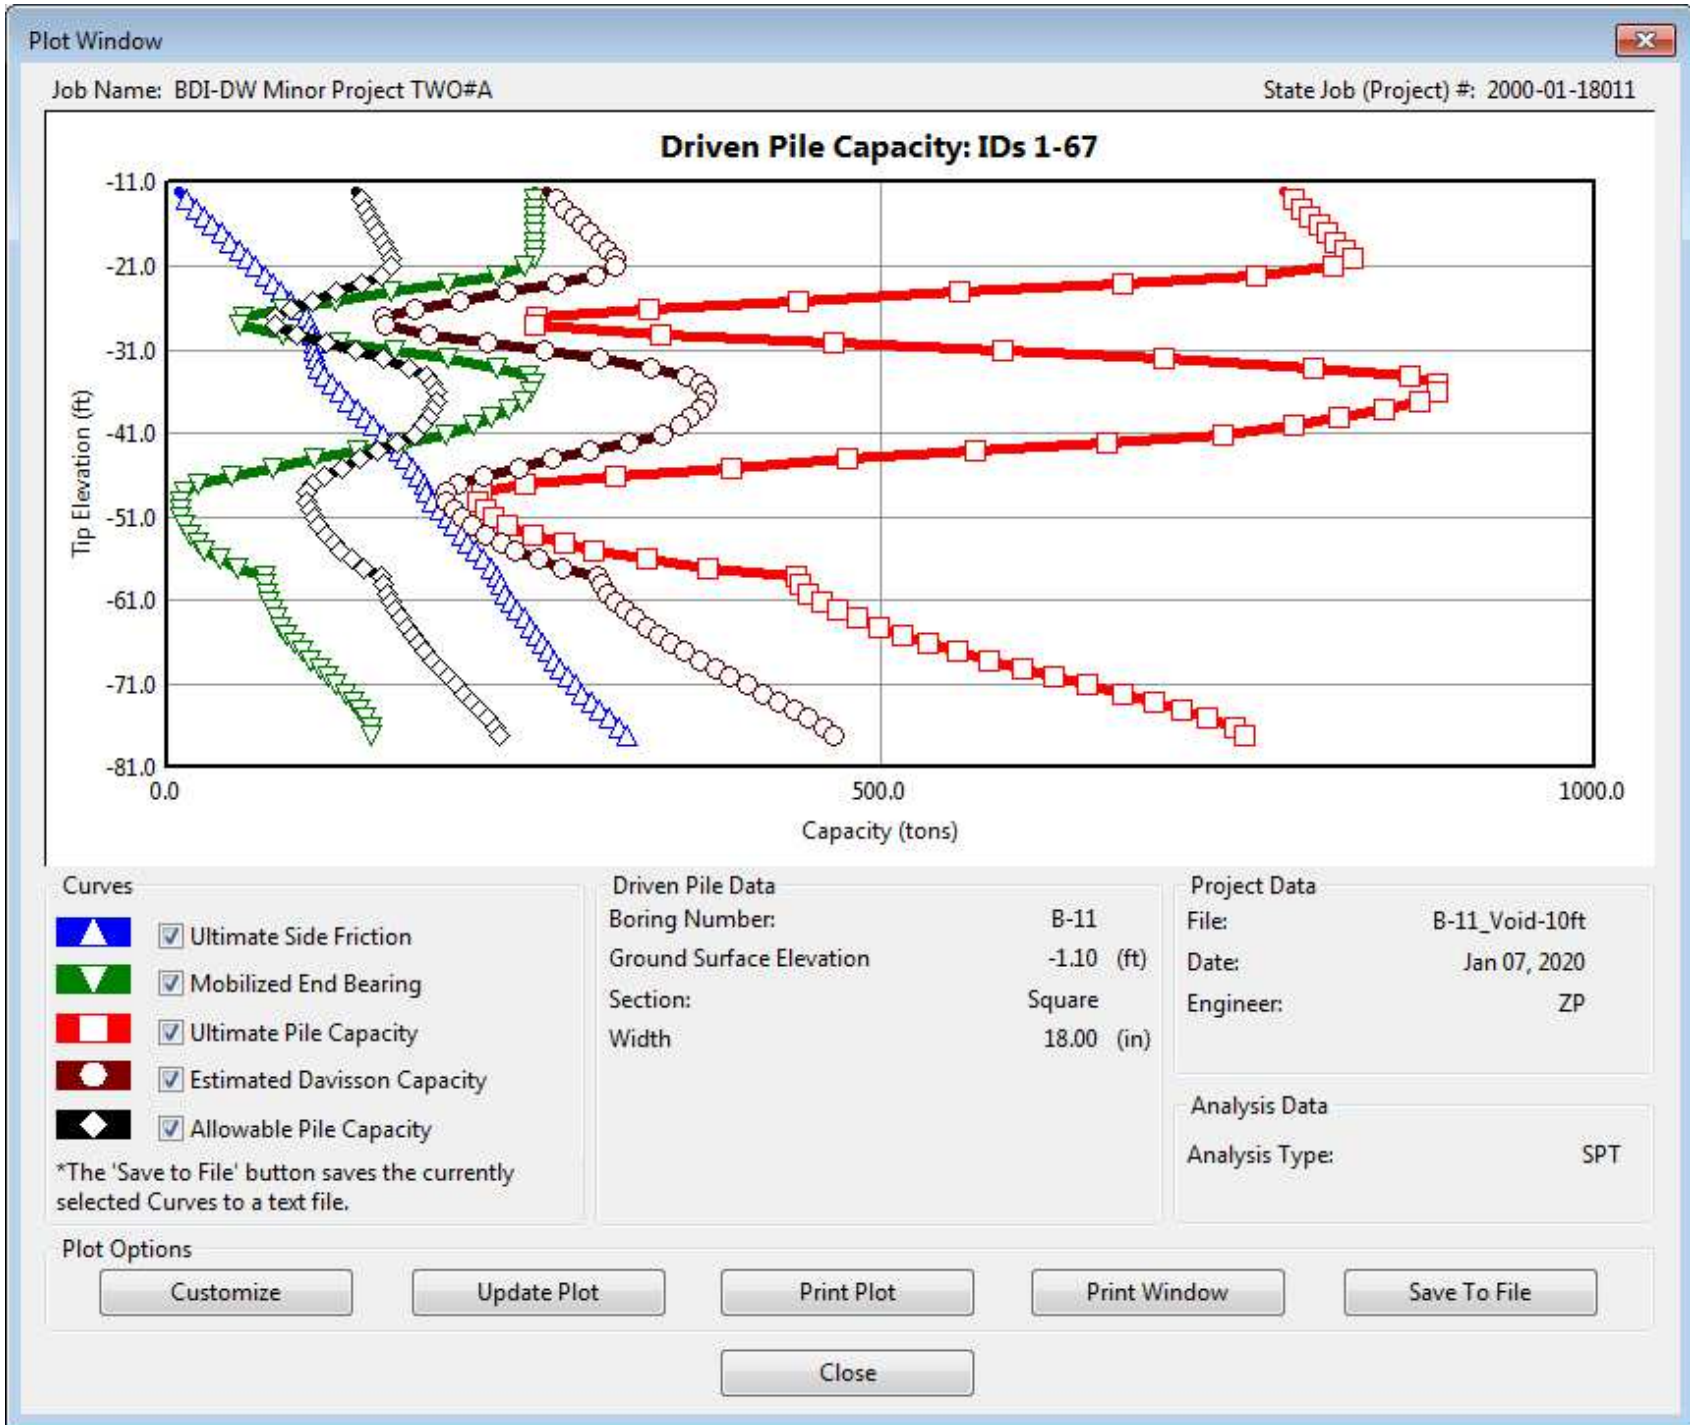 Plot Window
Job Name: BDI-DW Minor Project TWO#A State Job (Project) #: 2000-01-18011
Driven Pile Capacity: IDs 1-67
-11.0
-21.0
-31.0
-41.0
-51.0
-61.0
-71.0
-81.0
Tip Elevation (ft)
0.0 500.0 1000.0
Capacity (tons)
Curves
Ultimate Side Friction
Mobilized End Bearing
Ultimate Pile Capacity
Estimated Davisson Capacity
Allowable Pile Capacity
*The 'Save to File' button saves the currently
selected Curves to a text file.
Driven Pile Data
Boring Number: B-11
Ground Surface Elevation -1.10 (ft)
Section: Square
Width 18.00 (in)
Project Data
File: B-11_Void-10ft
Date: Jan 07, 2020
Engineer: ZP
Analysis Data
Analysis Type: SPT
Plot Options
Customize Update Plot Print Plot Print Window Save To File
Close